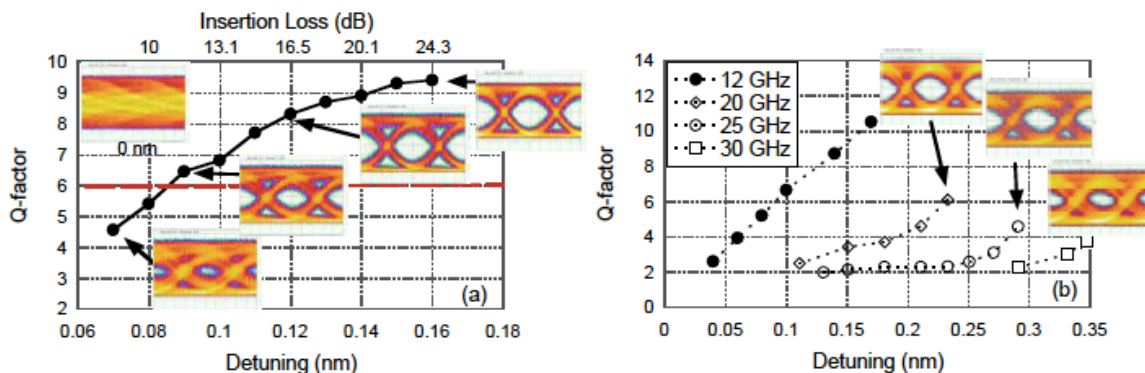 Insertion Loss (dB)
10 13.1 16.5 20.1 24.3
10
9
8
7
6
5
4
3
2
Q-factor
0 nm
(a)
0.06 0.08 0.1 0.12 0.14 0.16 0.18
Detuning (nm)
14
12
10
8
6
4
2
0
Q-factor
12 GHz
20 GHz
25 GHz
30 GHz
(b)
0 0.05 0.1 0.15 0.2 0.25 0.3 0.35
Detuning (nm)